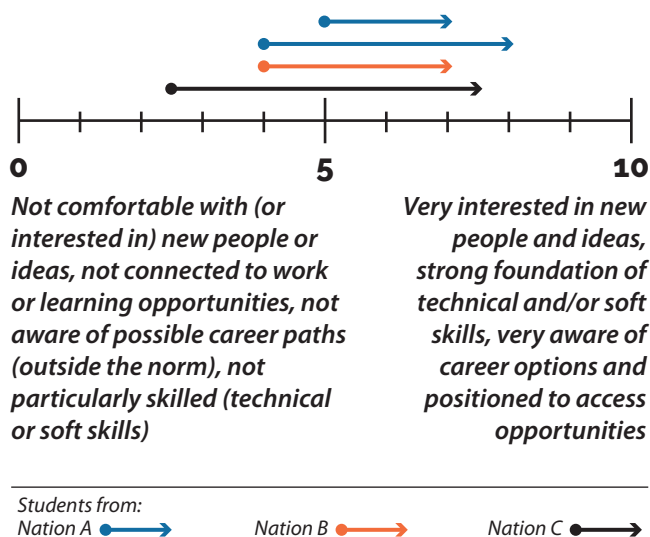 0 5 10
Not comfortable with (or
interested in) new people or
ideas, not connected to work
or learning opportunities, not
aware of possible career paths
(outside the norm), not
particularly skilled (technical
or soft skills)
Very interested in new
people and ideas,
strong foundation of
technical and/or soft
skills, very aware of
career options and
positioned to access
opportunities
Students from:
Nation A Nation B Nation C